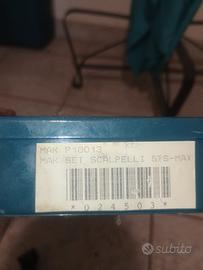 MAK P10013
MAK SET SCALPELLI SYS-MAX
*024503*
subito